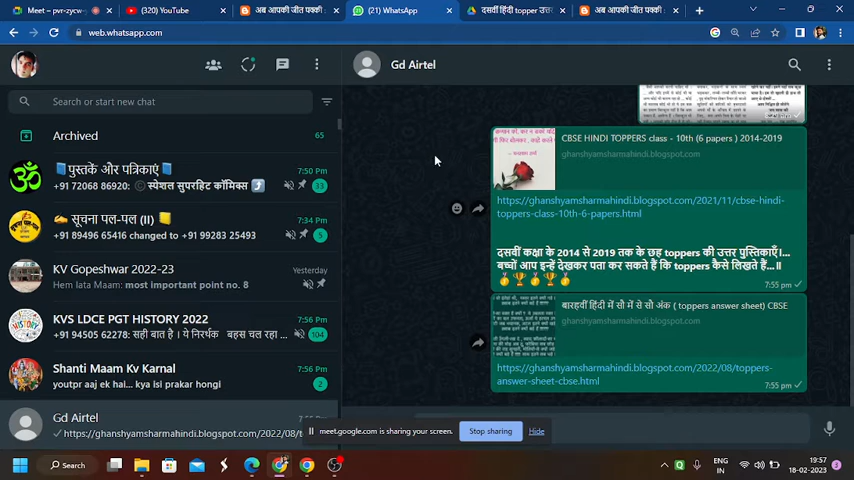 Meet – pvr-zycw
(320) YouTube
अब आपकी जीत पक्की
(21) WhatsApp
दसवीं हिंदी topper उत्तर
अब आपकी जीत पक्की
web.whatsapp.com
Gd Airtel
Search or start new chat
Archived
65
CBSE HINDI TOPPERS class - 10th (6 papers ) 2014-2019
ghanshyamsharmahindi.blogspot.com
पुस्तकें और पत्रिकाएं
7:50 pm
+91 72068 86920:
स्पेशल सुपरहिट कॉमिक्स
33
https://ghanshyamsharmahindi.blogspot.com/2021/11/cbse-hindi-
toppers-class-10th-6-papers.html
सूचना पल-पल (II)
7:34 pm
+91 89496 65416 changed to +91 99283 25493
5
दसवीं कक्षा के 2014 से 2019 तक के छह toppers की उत्तर पुस्तिकाएँ।...
बच्चों आप इन्हें देखकर पता कर सकते हैं कि toppers कैसे लिखते हैं...॥
7:55 pm
KV Gopeshwar 2022-23
Yesterday
Hem lata Maam: most important point no. 8
बारहवीं हिंदी में सौ में से सौ अंक ( toppers answer sheet) CBSE
ghanshyamsharmahindi.blogspot.com
KVS LDCE PGT HISTORY 2022
7:56 pm
+91 94505 62278: सही बात है । ये निरर्थक बहस चल रहा ...
104
https://ghanshyamsharmahindi.blogspot.com/2022/08/toppers-
answer-sheet-cbse.html
7:55 pm
Shanti Maam Kv Karnal
7:56 pm
youtpr aaj ek hai... kya isi prakar hongi
2
Gd Airtel
https://ghanshyamsharmahindi.blogspot.com/2022/08/t
meet.google.com is sharing your screen.
Stop sharing
Hide
Search
ENG
IN
19:57
18-02-2023
3